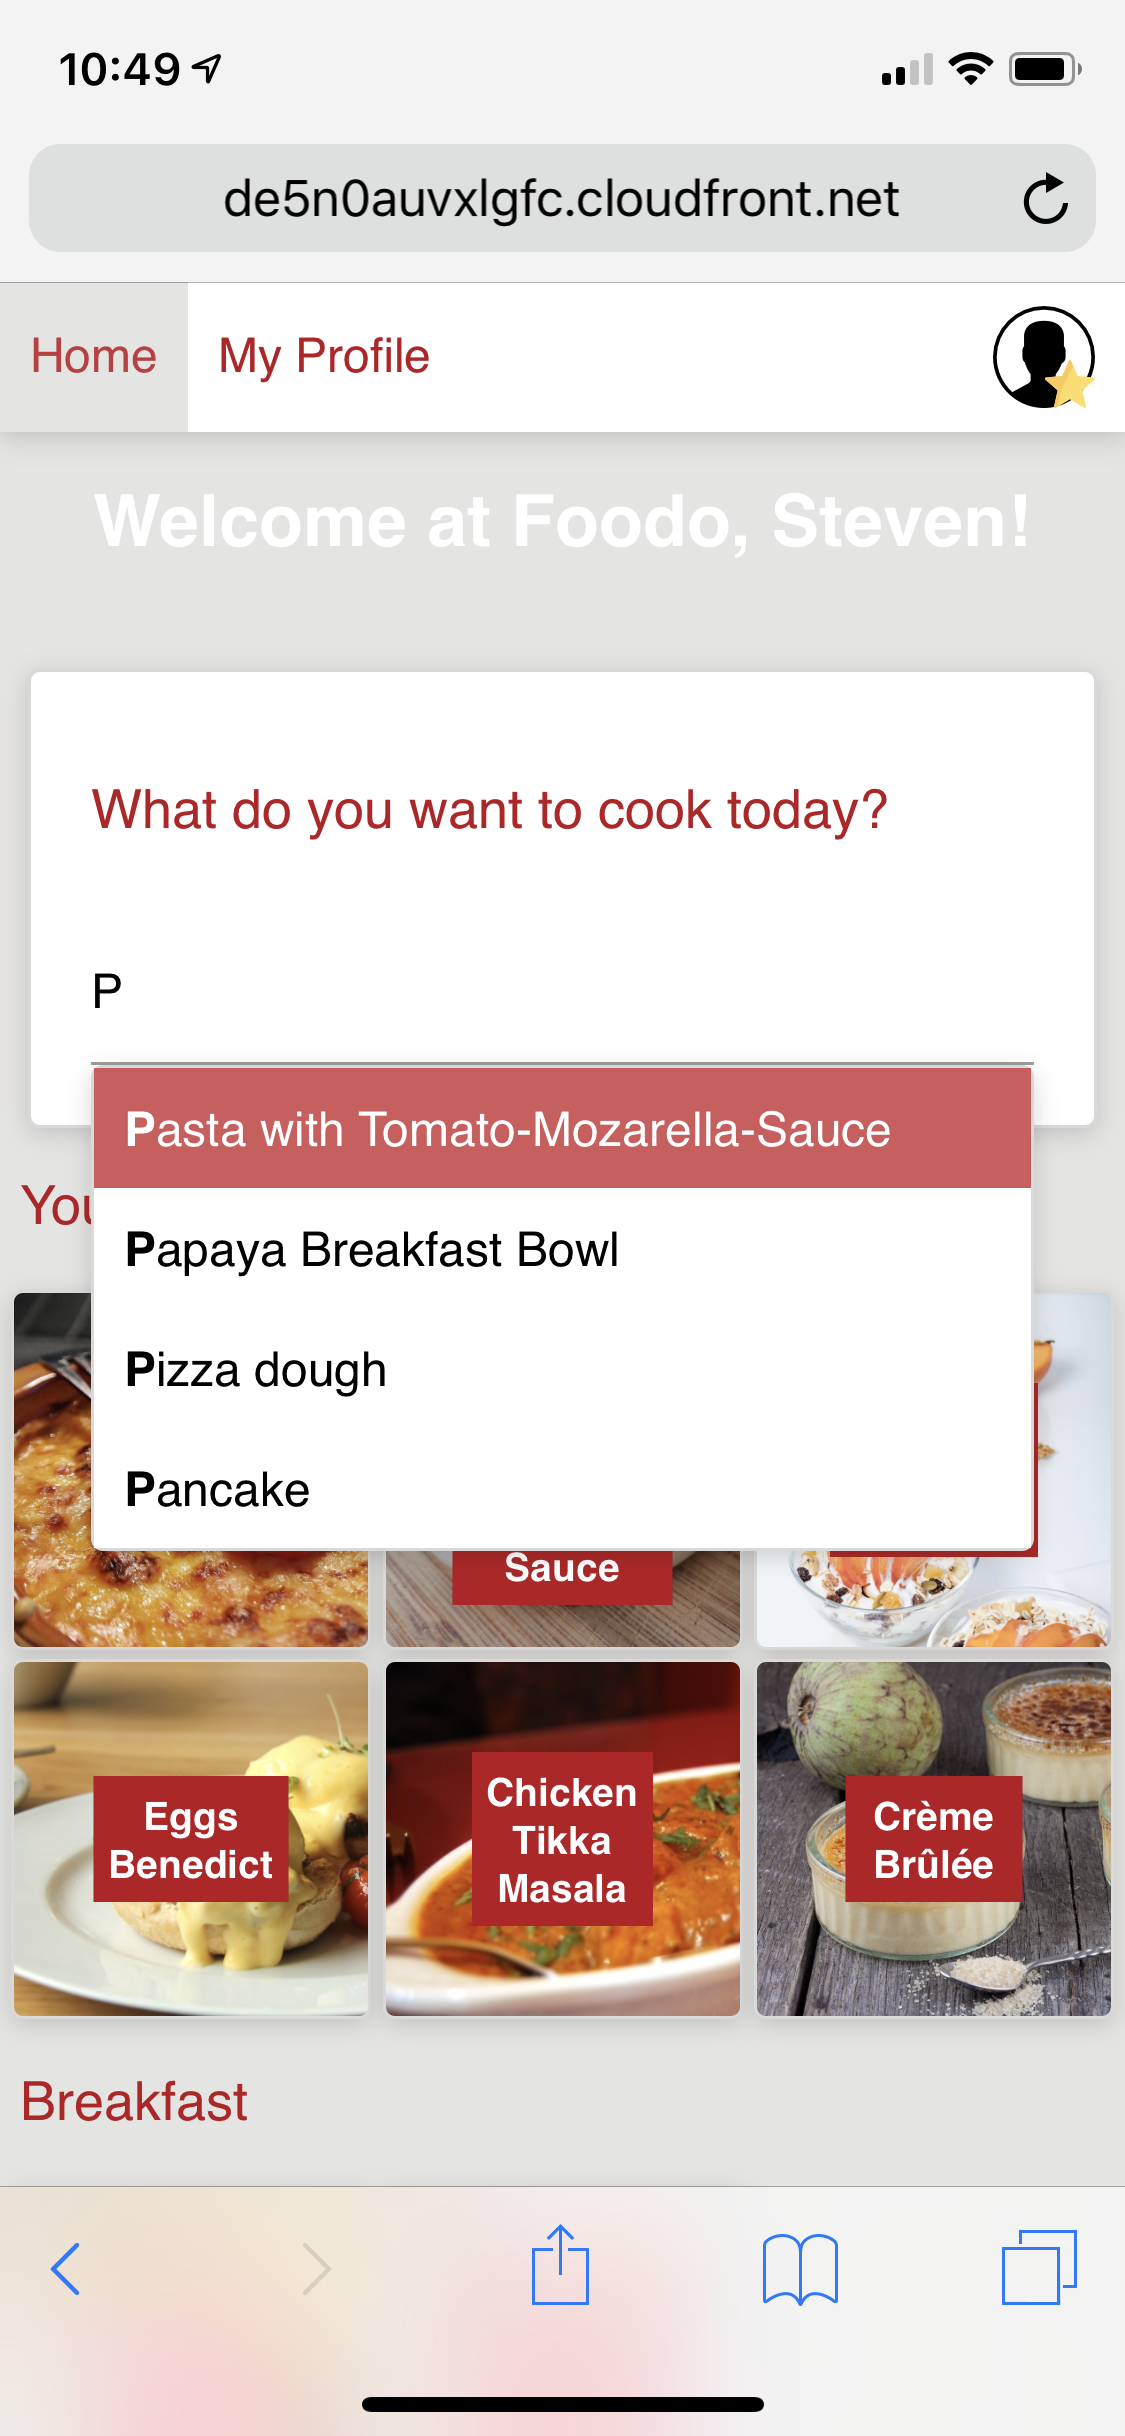 10:49
de5n0auvxlgfc.cloudfront.net
Home My Profile
Welcome at Foodo, Steven!
What do you want to cook today?
P
Pasta with Tomato-Mozarella-Sauce
Papaya Breakfast Bowl
Pizza dough
Pancake
Sauce
Eggs
Benedict
Chicken
Tikka
Masala
Crème
Brûlée
Breakfast